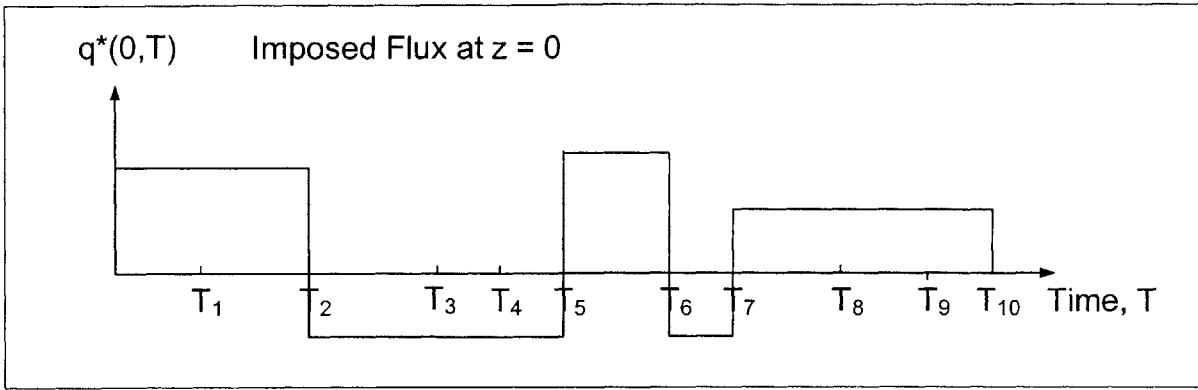 q*(0,T) Imposed Flux at z = 0
T1 T2 T3 T4 T5 T6 T7 T8 T9 T10 Time, T